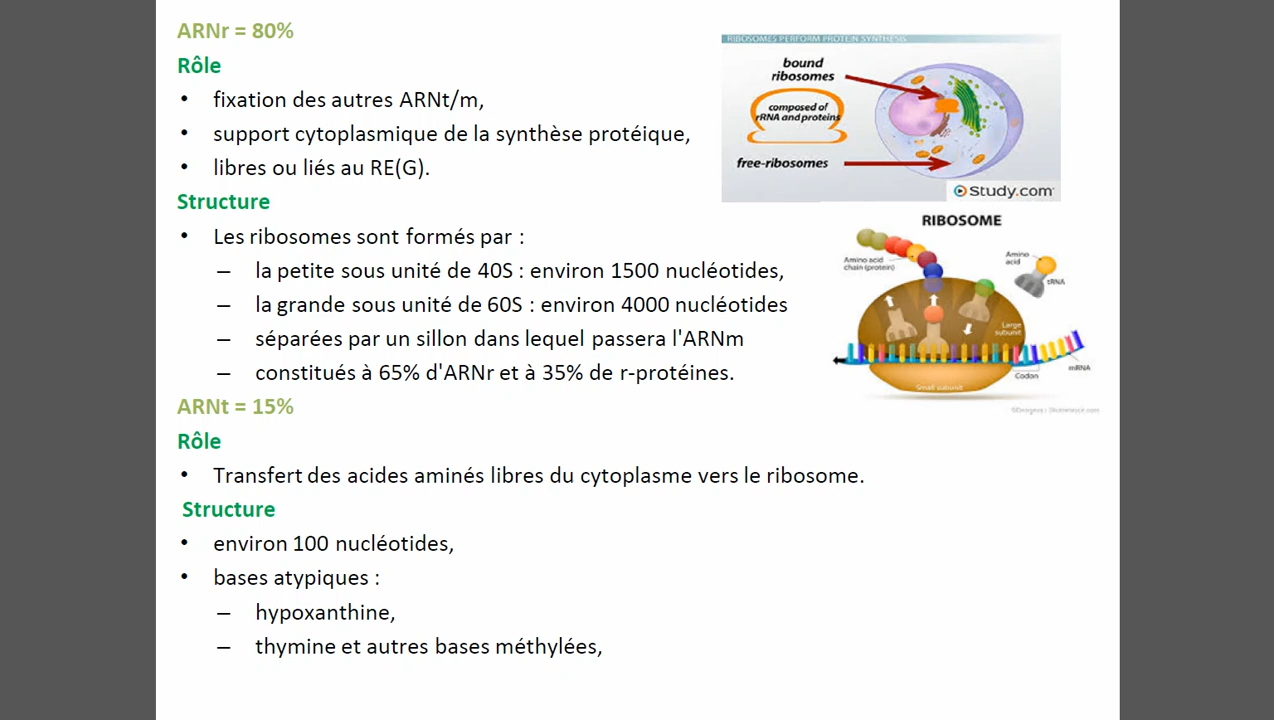 ARNr = 80%
Rôle
• fixation des autres ARNt/m,
• support cytoplasmique de la synthèse protéique,
• libres ou liés au RE(G).
Structure
• Les ribosomes sont formés par :
– la petite sous unité de 40S : environ 1500 nucléotides,
– la grande sous unité de 60S : environ 4000 nucléotides
– séparées par un sillon dans lequel passera l'ARNm
– constitués à 65% d'ARNr et à 35% de r-protéines.
ARNt = 15%
Rôle
• Transfert des acides aminés libres du cytoplasme vers le ribosome.
Structure
• environ 100 nucléotides,
• bases atypiques :
– hypoxanthine,
– thymine et autres bases méthylées,
RIBOSOMES PERFORM PROTEIN SYNTHESIS
bound
ribosomes
composed of
rRNA and proteins
free-ribosomes
Study.com
RIBOSOME
Amino acid
chain (protein)
Amino
acid
tRNA
Large
subunit
mRNA
Codon
Small subunit